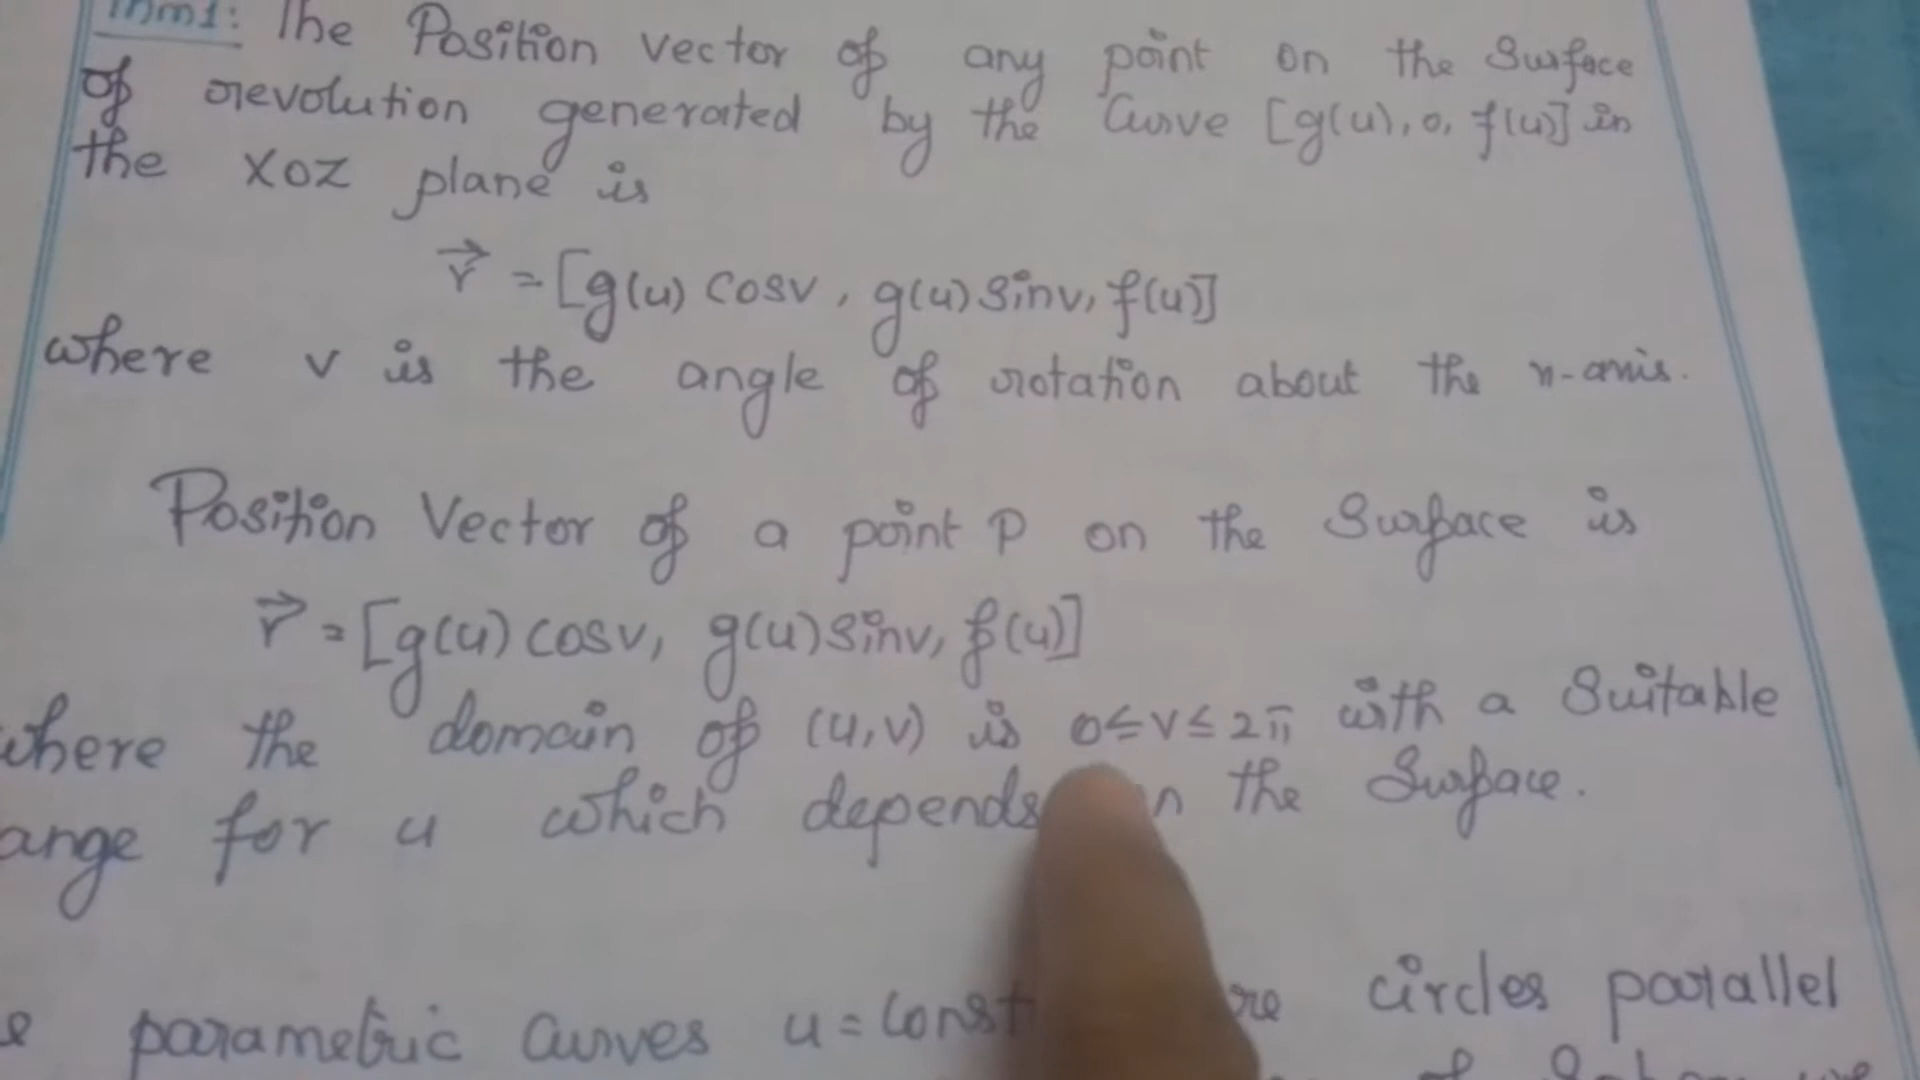 Thm1: The Position vector of any point on the Surface
of revolution generated by the Curve [g(u), 0, f(u)] in
the XOZ plane is
r⃗ = [g(u) cosv, g(u) sinv, f(u)]
where v is the angle of rotation about the x-axis.
Position Vector of a point P on the Surface is
r⃗ = [g(u) cosv, g(u) sinv, f(u)]
where the domain of (u,v) is 0≤v≤2π with a Suitable
ange for u which depends n the Surface.
e parametric Curves u = Const re circles parallel
of